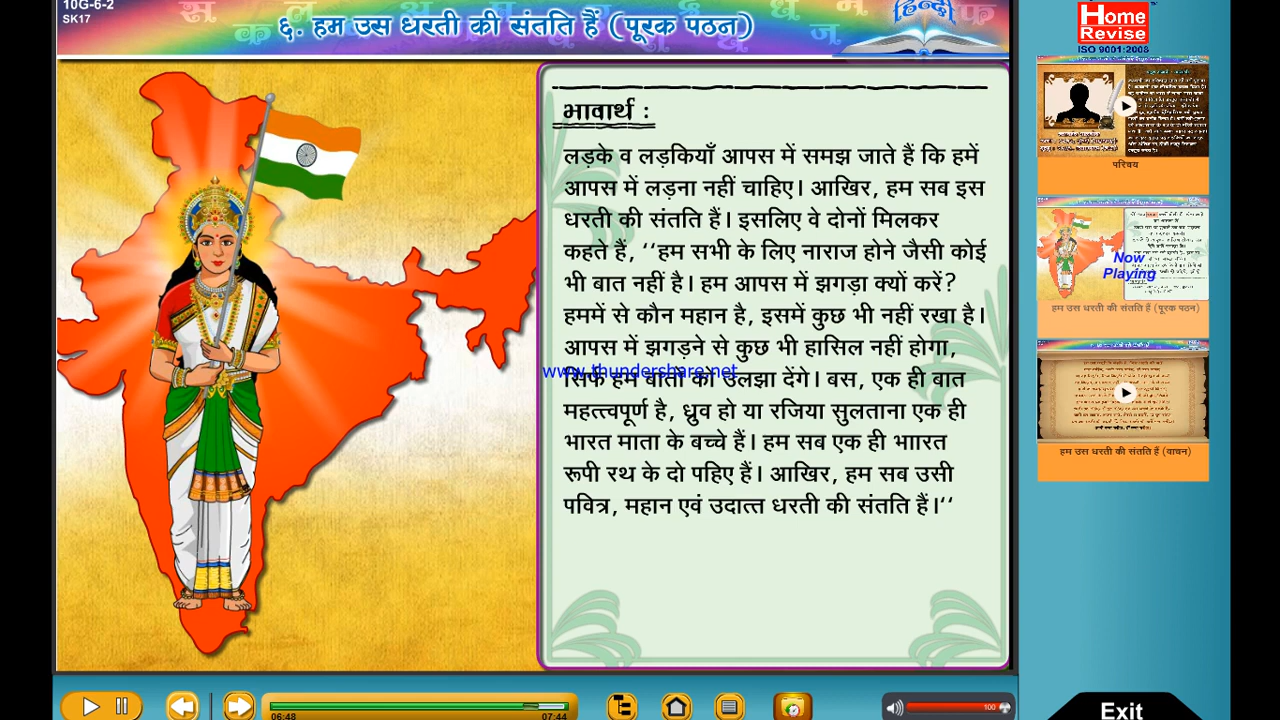 10G-6-2
SK17
६. हम उस धरती की संतति हैं (पूरक पठन)
हिन्दी
Home
Revise
ISO 9001:2008
भावार्थ :
लड़के व लड़कियाँ आपस में समझ जाते हैं कि हमें
आपस में लड़ना नहीं चाहिए। आखिर, हम सब इस
धरती की संतति हैं। इसलिए वे दोनों मिलकर
कहते हैं, ‘‘हम सभी के लिए नाराज होने जैसी कोई
भी बात नहीं है। हम आपस में झगड़ा क्यों करें?
हममें से कौन महान है, इसमें कुछ भी नहीं रखा है।
आपस में झगड़ने से कुछ भी हासिल नहीं होगा,
www.thundershare.net
सिर्फ हम बातों को उलझा देंगे। बस, एक ही बात
महत्त्वपूर्ण है, ध्रुव हो या रजिया सुलताना एक ही
भारत माता के बच्चे हैं। हम सब एक ही भाारत
रूपी रथ के दो पहिए हैं। आखिर, हम सब उसी
पवित्र, महान एवं उदात्त धरती की संतति हैं।‘‘
परिचय
Now
Playing
हम उस धरती की संतति हैं (पूरक पठन)
हम उस धरती की संतति हैं (वाचन)
06:48
07:44
100
Exit